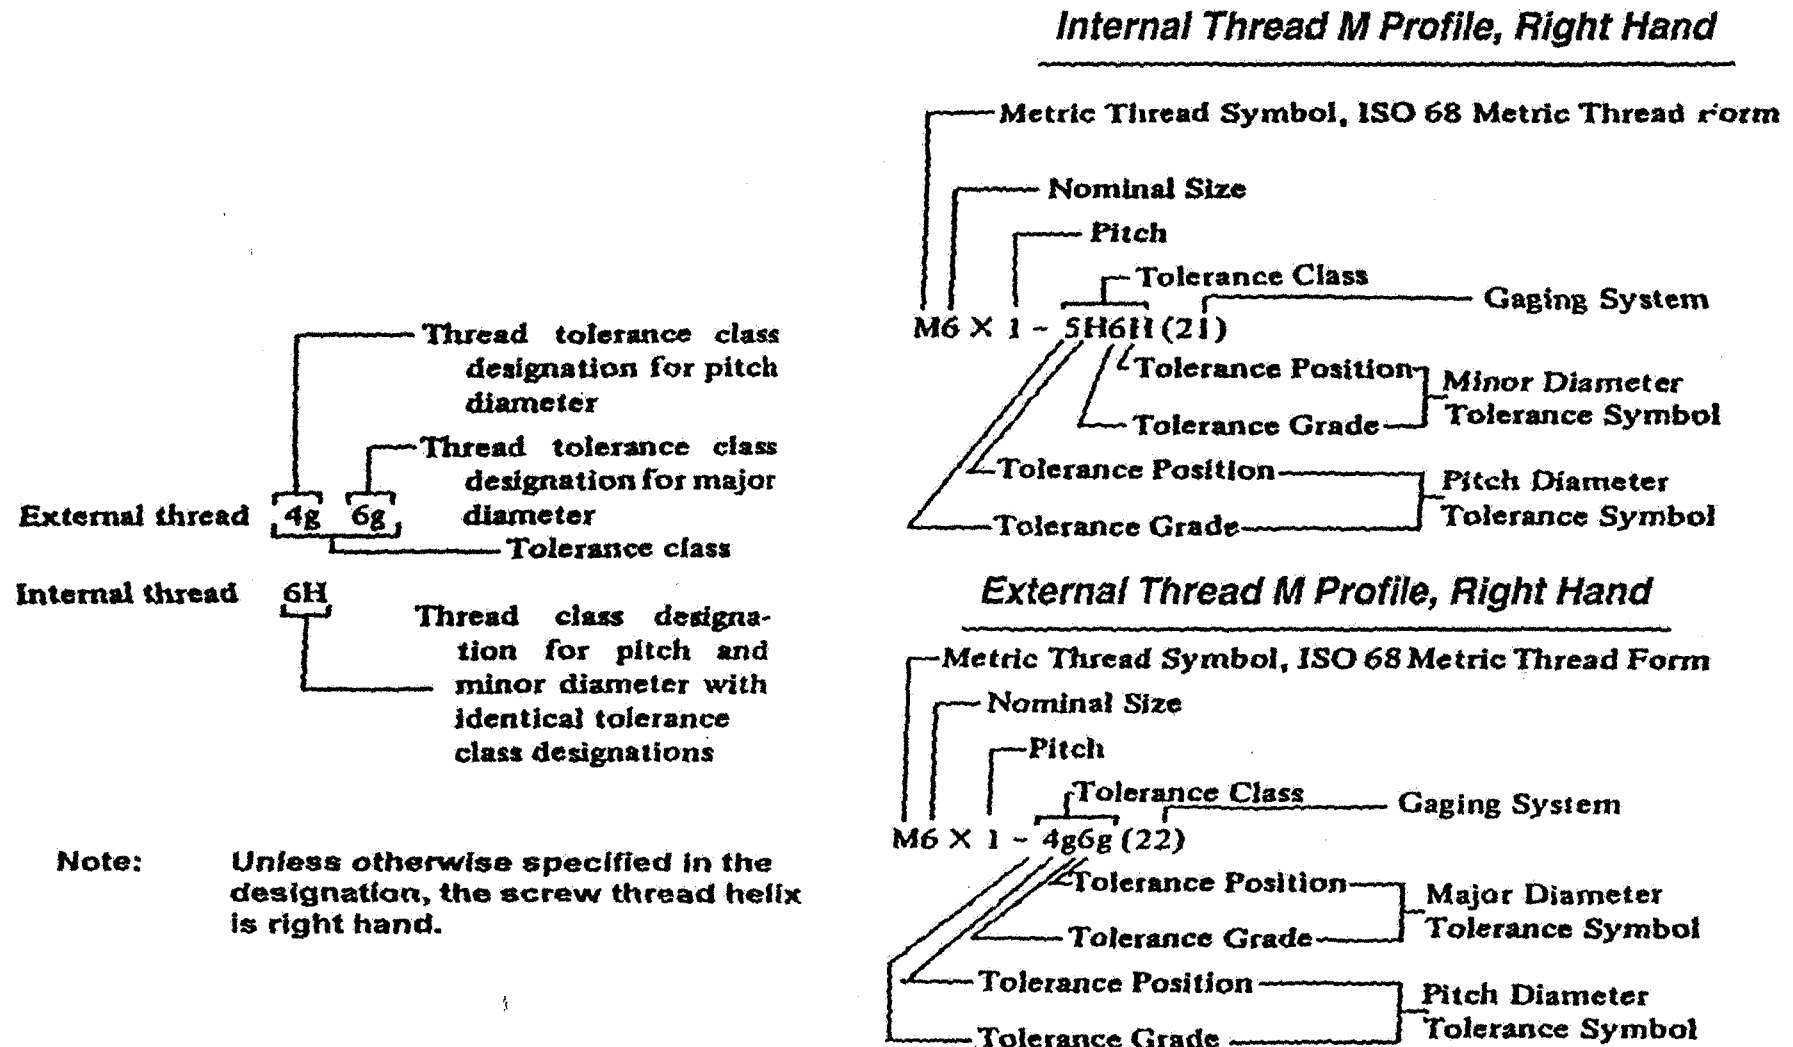 Thread tolerance class
designation for pitch
diameter
Thread tolerance class
designation for major
diameter
External thread 4g 6g
Tolerance class
Internal thread 6H
Thread class designa-
tion for pitch and
minor diameter with
identical tolerance
class designations
Note: Unless otherwise specified in the
designation, the screw thread helix
is right hand.
Internal Thread M Profile, Right Hand
Metric Thread Symbol, ISO 68 Metric Thread Form
Nominal Size
Pitch
Tolerance Class
Gaging System
M6 X 1 - 5H6H (21)
Tolerance Position
Minor Diameter
Tolerance Symbol
Tolerance Grade
Tolerance Position
Pitch Diameter
Tolerance Symbol
Tolerance Grade
External Thread M Profile, Right Hand
Metric Thread Symbol, ISO 68 Metric Thread Form
Nominal Size
Pitch
Tolerance Class
Gaging System
M6 X 1 - 4g6g (22)
Tolerance Position
Major Diameter
Tolerance Symbol
Tolerance Grade
Tolerance Position
Pitch Diameter
Tolerance Symbol
Tolerance Grade